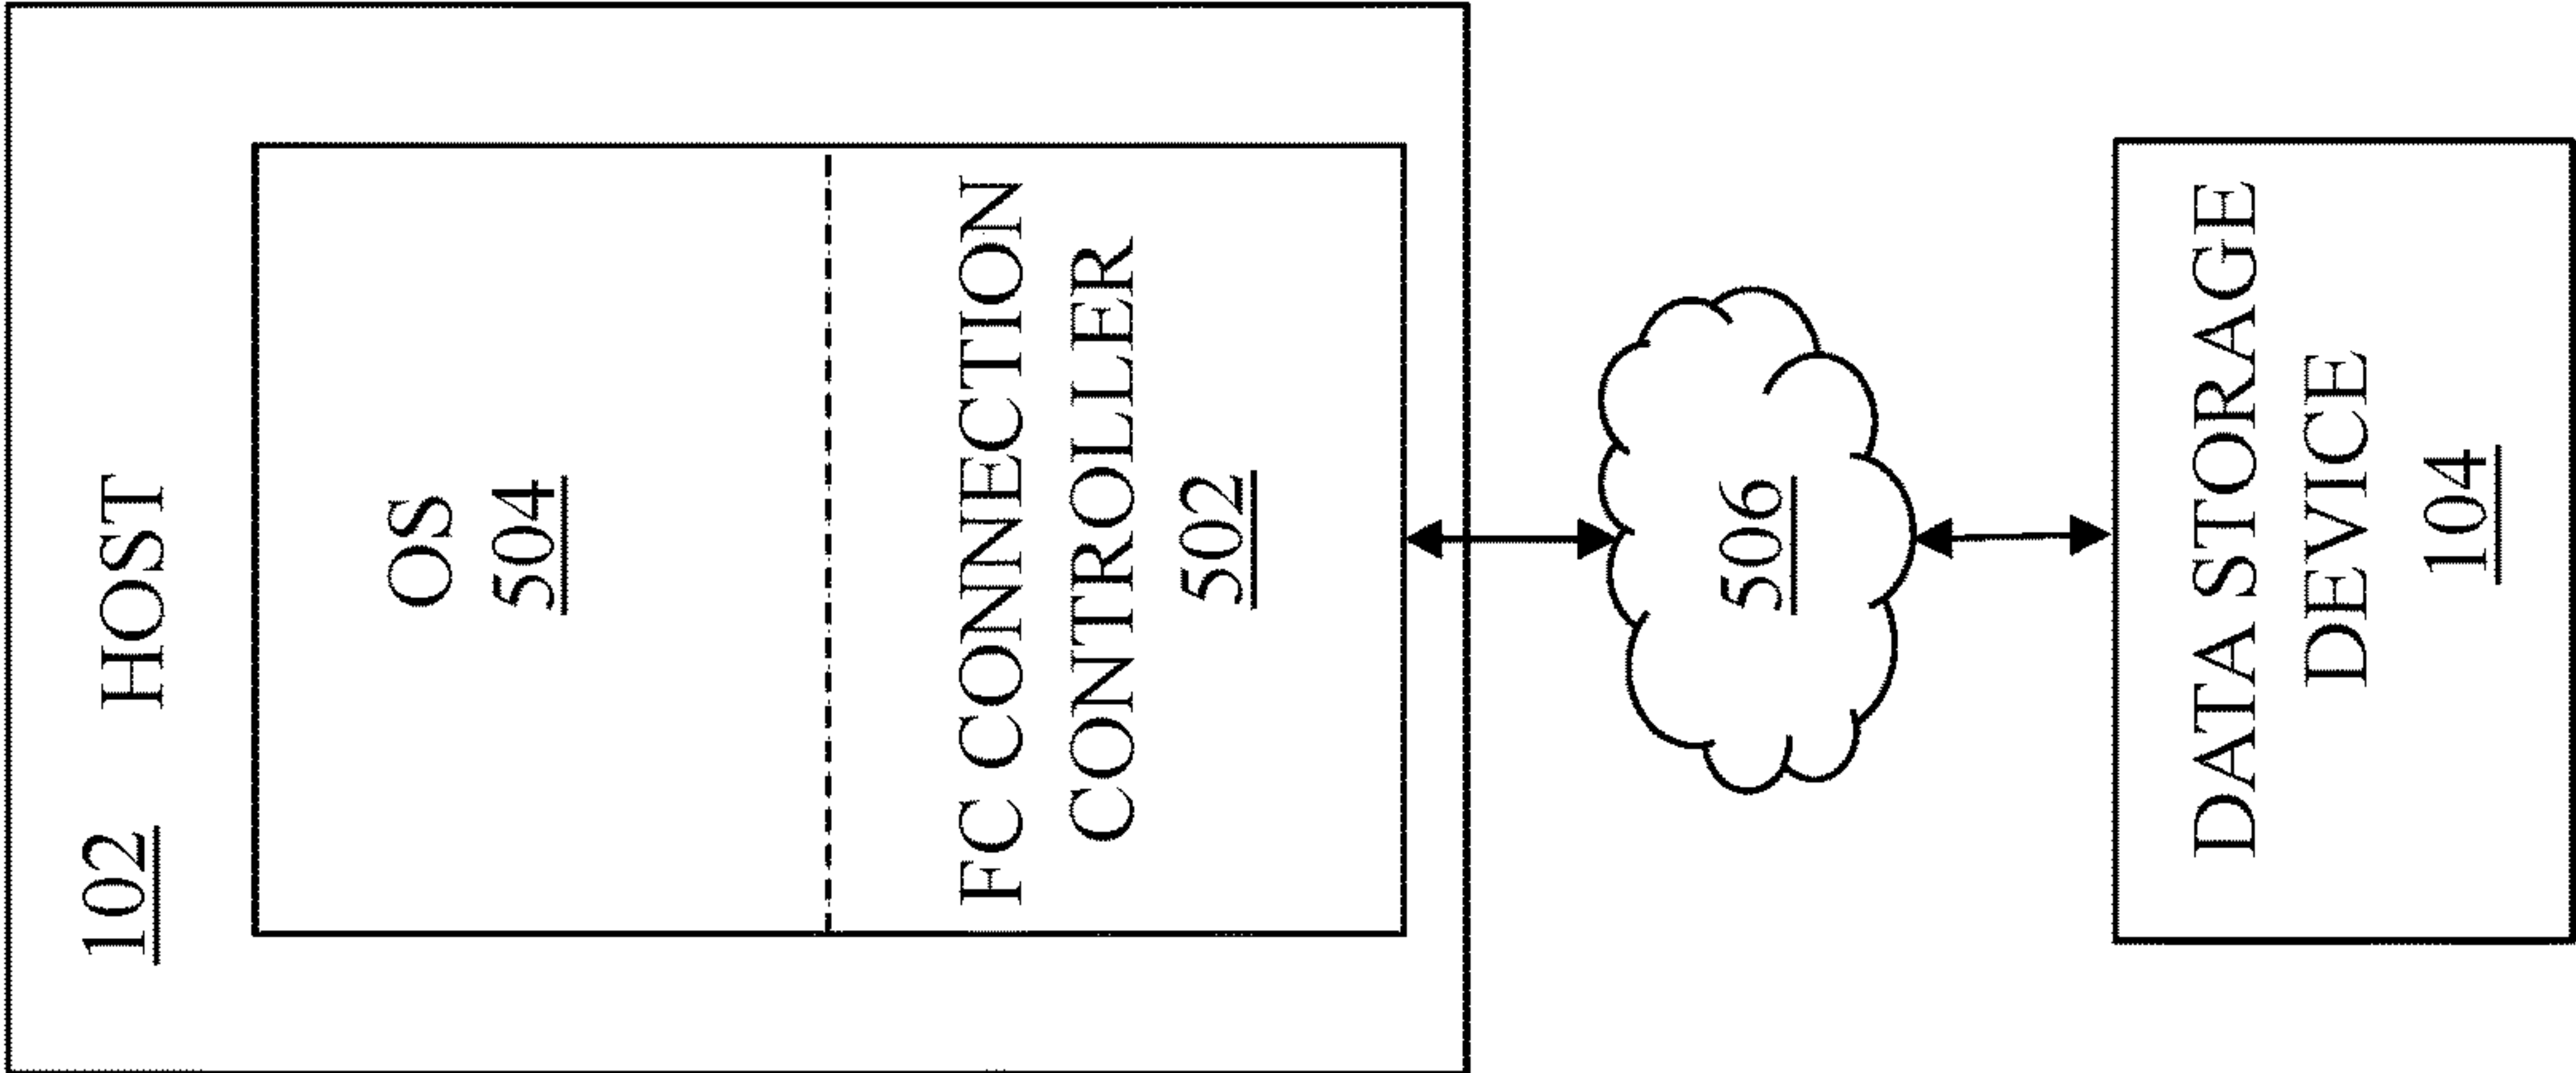 102 HOST
OS
504
FC CONNECTION
CONTROLLER
502
506
DATA STORAGE
DEVICE
104